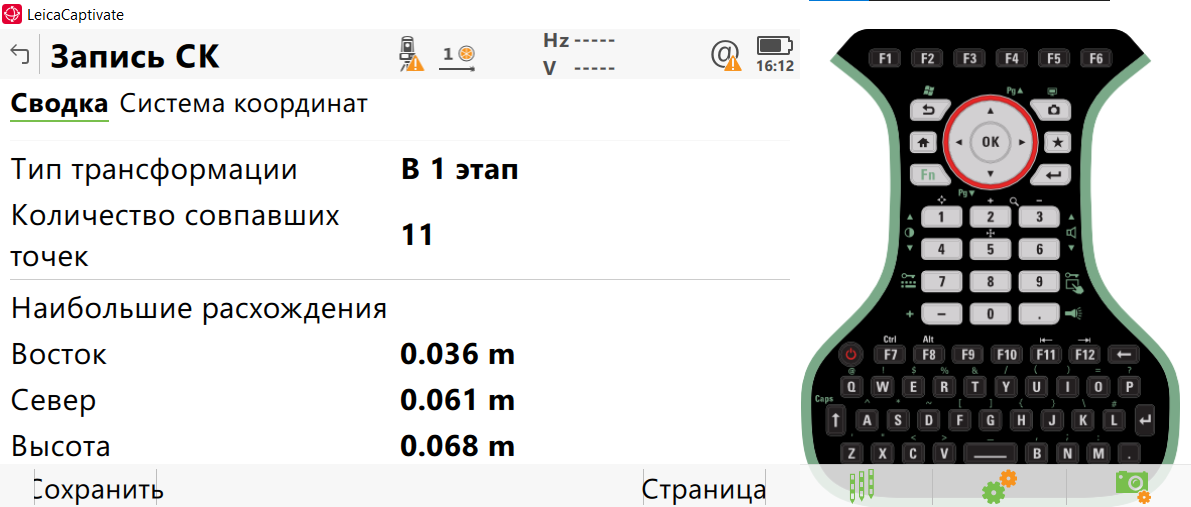 LeicaCaptivate
Запись СК
1
Hz -----
V -----
@
16:12
Сводка Система координат
Тип трансформации В 1 этап
Количество совпавших
точек 11
Наибольшие расхождения
Восток 0.036 m
Север 0.061 m
Высота 0.068 m
Сохранить Страница
F1 F2 F3 F4 F5 F6
Pg▲
OK
Fn
Pg▼
+ −
1 2 3
4 5 6
7 8 9
+ − 0 .
Ctrl Alt
F7 F8 F9 F10 F11 F12
@ ! $ % & / ( ) = ?
Q W E R T Y U I O P
Caps ^ * ~ [ ] { } \ #
A S D F G H J K L
' " < > _ , ; :
Z X C V B N M .